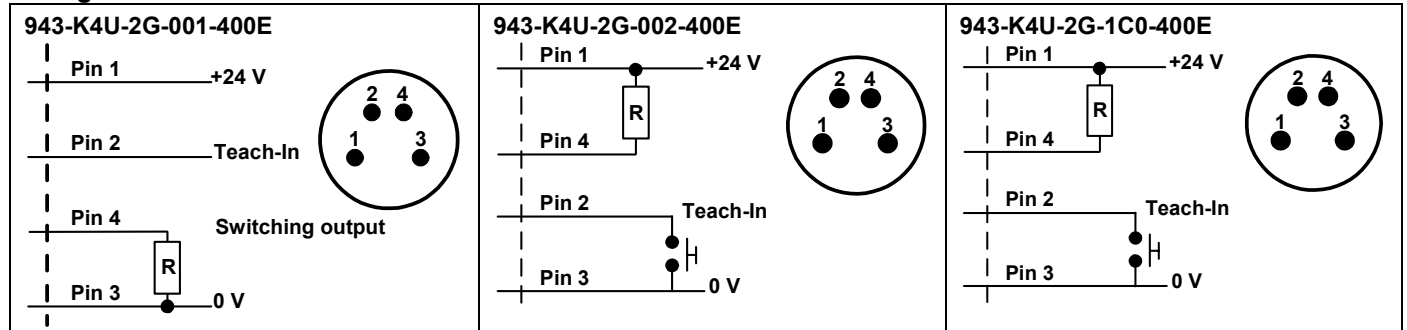 943-K4U-2G-001-400E
Pin 1
+24 V
2 4
Pin 2
Teach-In
1 3
Pin 4
Switching output
R
Pin 3
0 V
943-K4U-2G-002-400E
Pin 1
+24 V
2 4
R
1 3
Pin 4
Pin 2
Teach-In
Pin 3
0 V
943-K4U-2G-1C0-400E
Pin 1
+24 V
2 4
R
1 3
Pin 4
Pin 2
Teach-In
Pin 3
0 V